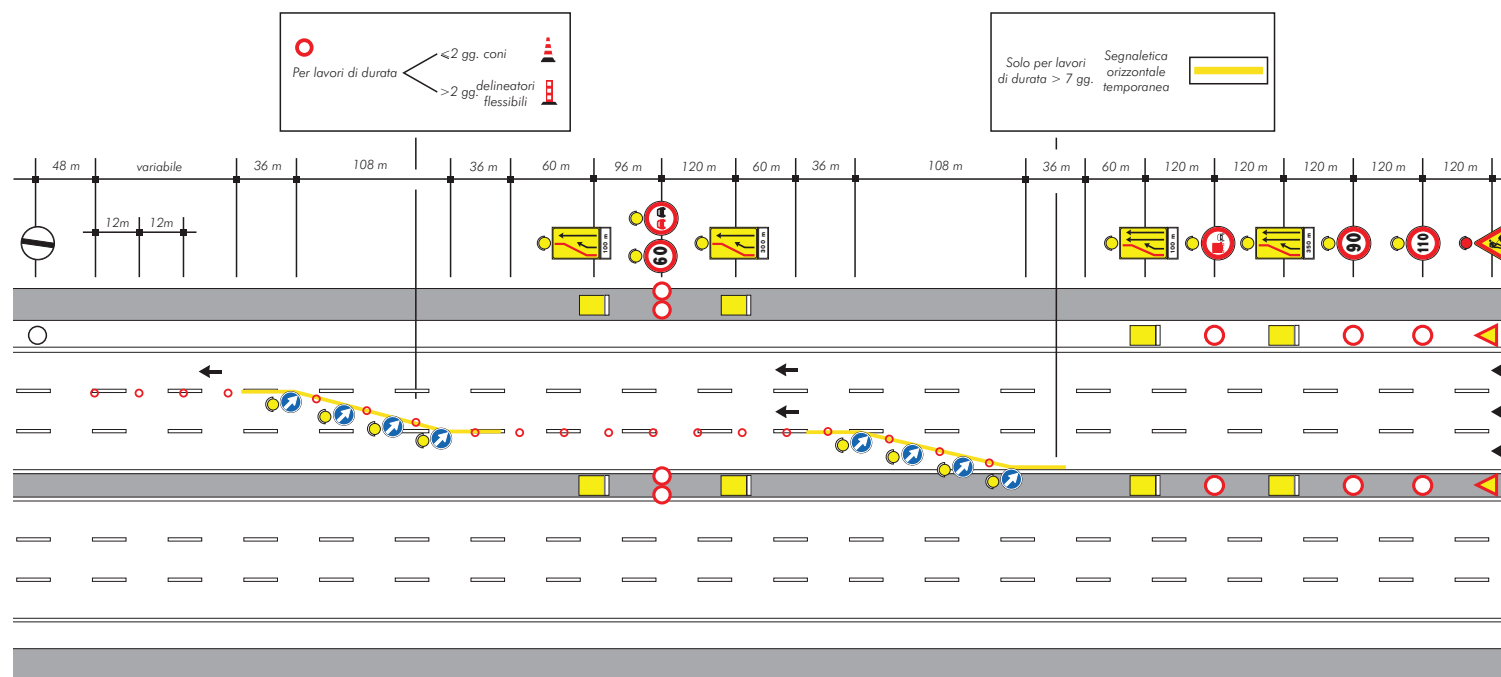 Per lavori di durata
⩽2 gg. coni
>2 gg.
delineatori
flessibili
Solo per lavori
di durata > 7 gg.
Segnaletica
orizzontale
temporanea
48 m
variabile
36 m
108 m
36 m
60 m
96 m
120 m
60 m
36 m
108 m
36 m
60 m
120 m
120 m
120 m
120 m
120 m
12m
12m
100 m
60
300 m
100 m
350 m
90
110